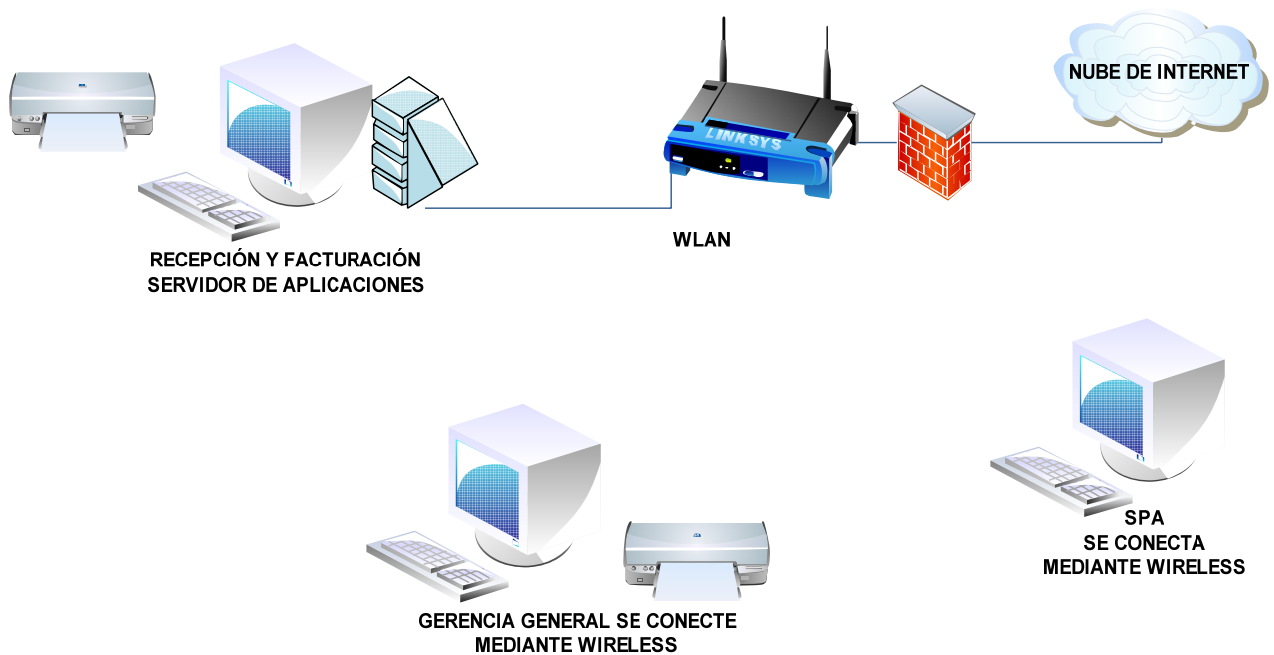 NUBE DE INTERNET
LINKSYS
WLAN
RECEPCIÓN Y FACTURACIÓN
SERVIDOR DE APLICACIONES
SPA
SE CONECTA
MEDIANTE WIRELESS
GERENCIA GENERAL SE CONECTE
MEDIANTE WIRELESS